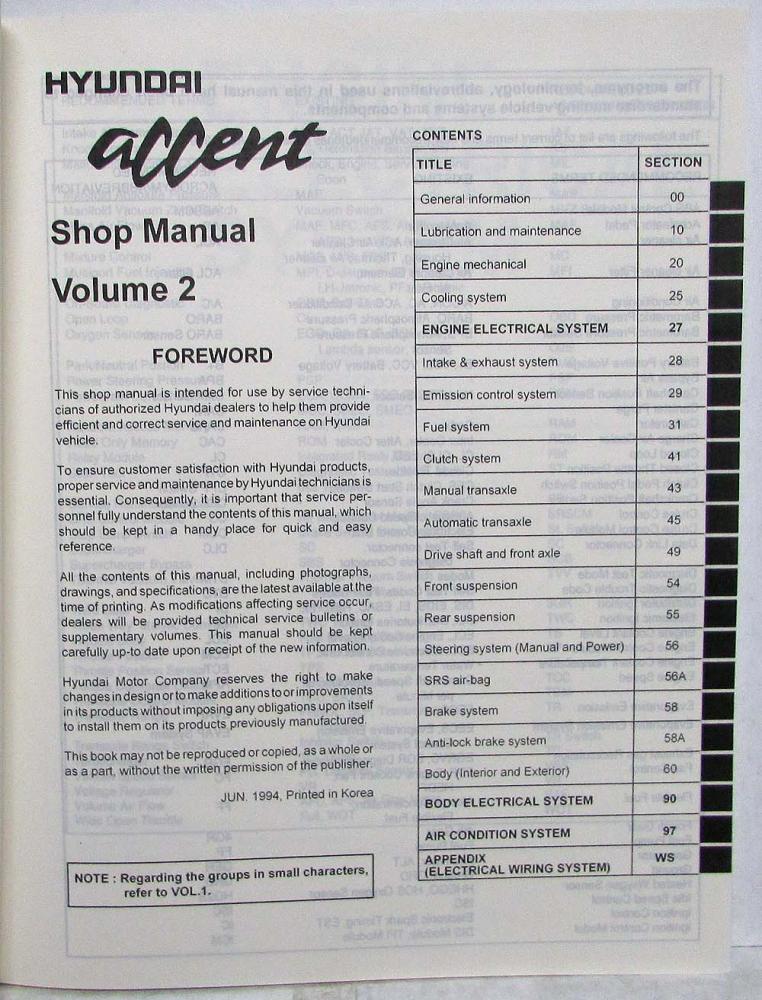 HYUNDAI
accent
Shop Manual
Volume 2
FOREWORD
This shop manual is intended for use by service techni-
cians of authorized Hyundai dealers to help them provide
efficient and correct service and maintenance on Hyundai
vehicle.
To ensure customer satisfaction with Hyundai products,
proper service and maintenance by Hyundai technicians is
essential. Consequently, it is important that service per-
sonnel fully understand the contents of this manual, which
should be kept in a handy place for quick and easy
reference.
All the contents of this manual, including photographs,
drawings, and specifications, are the latest available at the
time of printing. As modifications affecting service occur,
dealers will be provided technical service bulletins or
supplementary volumes. This manual should be kept
carefully up-to date upon receipt of the new information.
Hyundai Motor Company reserves the right to make
changes in design or to make additions to or improvements
in its products without imposing any obligations upon itself
to install them on its products previously manufactured.
This book may not be reproduced or copied, as a whole or
as a part, without the written permission of the publisher.
JUN. 1994, Printed in Korea
NOTE : Regarding the groups in small characters,
refer to VOL.1.
CONTENTS
TITLE SECTION
General information 00
Lubrication and maintenance 10
Engine mechanical 20
Cooling system 25
ENGINE ELECTRICAL SYSTEM 27
Intake & exhaust system 28
Emission control system 29
Fuel system 31
Clutch system 41
Manual transaxle 43
Automatic transaxle 45
Drive shaft and front axle 49
Front suspension 54
Rear suspension 55
Steering system (Manual and Power) 56
SRS air-bag 56A
Brake system 58
Anti-lock brake system 58A
Body (Interior and Exterior) 60
BODY ELECTRICAL SYSTEM 90
AIR CONDITION SYSTEM 97
APPENDIX WS
(ELECTRICAL WIRING SYSTEM)